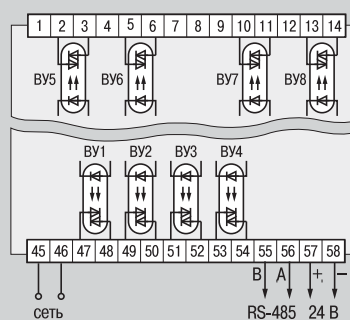 1 2 3 4 5 6 7 8 9 10 11 12 13 14
ВУ5 ВУ6 ВУ7 ВУ8
ВУ1 ВУ2 ВУ3 ВУ4
45 46 47 48 49 50 51 52 53 54 55 56 57 58
B A + −
сеть RS-485 24 В